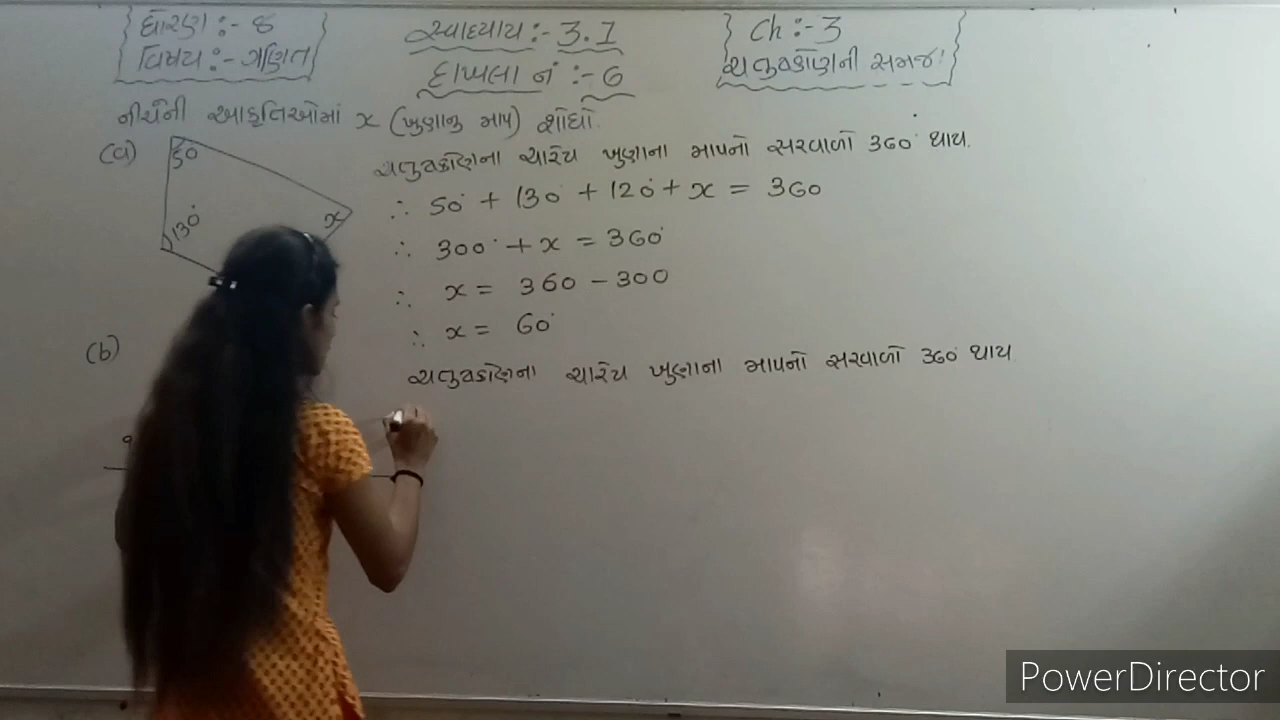 ધોરણ :- ૮
વિષય :- ગણિત
સ્વાધ્યાય :- 3.1
દાખલા નં :- 6
Ch :- 3
ચતુષ્કોણની સમજ
નીચેની આકૃતિઓમાં x (ખુણાનુ માપ) શોધો.
(a)
50°
130°
x
ચતુષ્કોણના ચારેય ખુણાના માપનો સરવાળો 360° થાય.
∴ 50° + 130° + 120° + x = 360
∴ 300° + x = 360°
∴ x = 360 - 300
∴ x = 60°
(b)
ચતુષ્કોણના ચારેય ખુણાના માપનો સરવાળો 360° થાય
PowerDirector